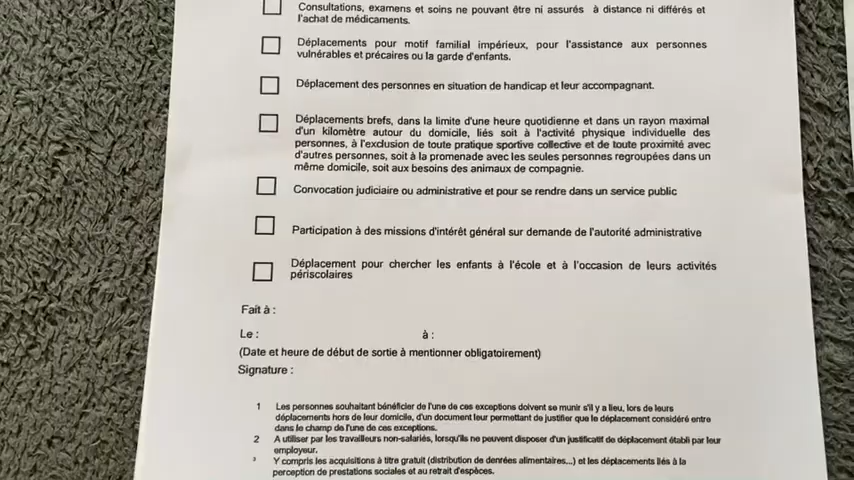 Consultations, examens et soins ne pouvant être ni assurés à distance ni différés et
l'achat de médicaments.
Déplacements pour motif familial impérieux, pour l'assistance aux personnes
vulnérables et précaires ou la garde d'enfants.
Déplacement des personnes en situation de handicap et leur accompagnant.
Déplacements brefs, dans la limite d'une heure quotidienne et dans un rayon maximal
d'un kilomètre autour du domicile, liés soit à l'activité physique individuelle des
personnes, à l'exclusion de toute pratique sportive collective et de toute proximité avec
d'autres personnes, soit à la promenade avec les seules personnes regroupées dans un
même domicile, soit aux besoins des animaux de compagnie.
Convocation judiciaire ou administrative et pour se rendre dans un service public
Participation à des missions d'intérêt général sur demande de l'autorité administrative
Déplacement pour chercher les enfants à l'école et à l'occasion de leurs activités
périscolaires
Fait à :
Le : à :
(Date et heure de début de sortie à mentionner obligatoirement)
Signature :
1 Les personnes souhaitant bénéficier de l'une de ces exceptions doivent se munir s'il y a lieu, lors de leurs
déplacements hors de leur domicile, d'un document leur permettant de justifier que le déplacement considéré entre
dans le champ de l'une de ces exceptions.
2 A utiliser par les travailleurs non-salariés, lorsqu'ils ne peuvent disposer d'un justificatif de déplacement établi par leur
employeur.
³ Y compris les acquisitions à titre gratuit (distribution de denrées alimentaires...) et les déplacements liés à la
perception de prestations sociales et au retrait d'espèces.